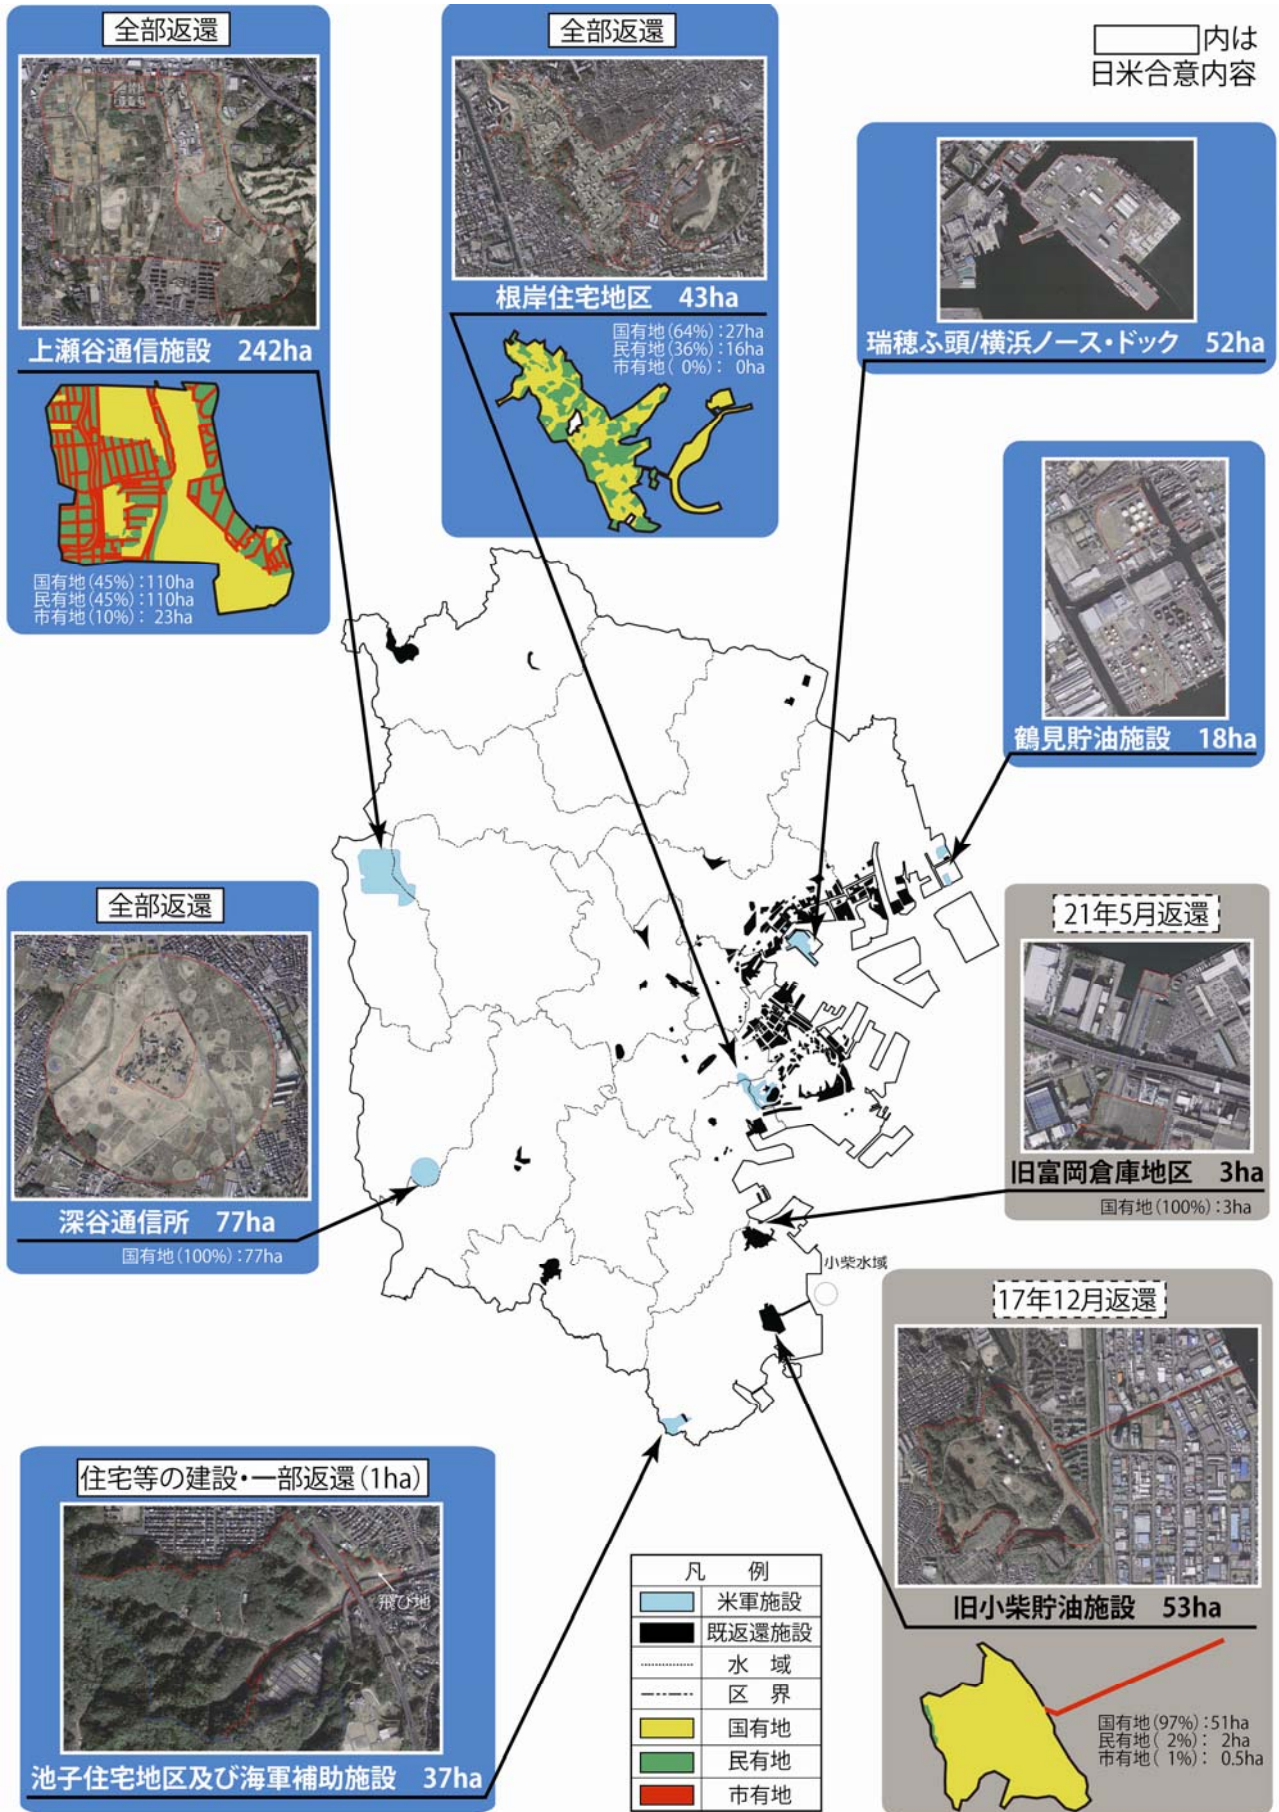 全部返還
上瀬谷通信施設 242ha
国有地(45%):110ha
民有地(45%):110ha
市有地(10%): 23ha
全部返還
根岸住宅地区 43ha
国有地(64%):27ha
民有地(36%):16ha
市有地( 0%): 0ha
内は
日米合意内容
瑞穂ふ頭/横浜ノース・ドック 52ha
鶴見貯油施設 18ha
全部返還
深谷通信所 77ha
国有地(100%):77ha
21年5月返還
旧富岡倉庫地区 3ha
国有地(100%):3ha
小柴水域
17年12月返還
旧小柴貯油施設 53ha
国有地(97%):51ha
民有地( 2%): 2ha
市有地( 1%): 0.5ha
住宅等の建設・一部返還(1ha)
飛び地
池子住宅地区及び海軍補助施設 37ha
凡 例
米軍施設
既返還施設
水 域
区 界
国有地
民有地
市有地